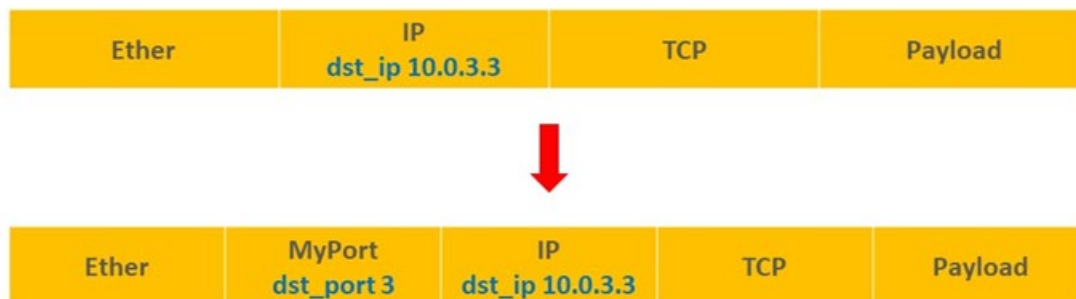 Ether
IP
dst_ip 10.0.3.3
TCP
Payload
Ether
MyPort
dst_port 3
IP
dst_ip 10.0.3.3
TCP
Payload